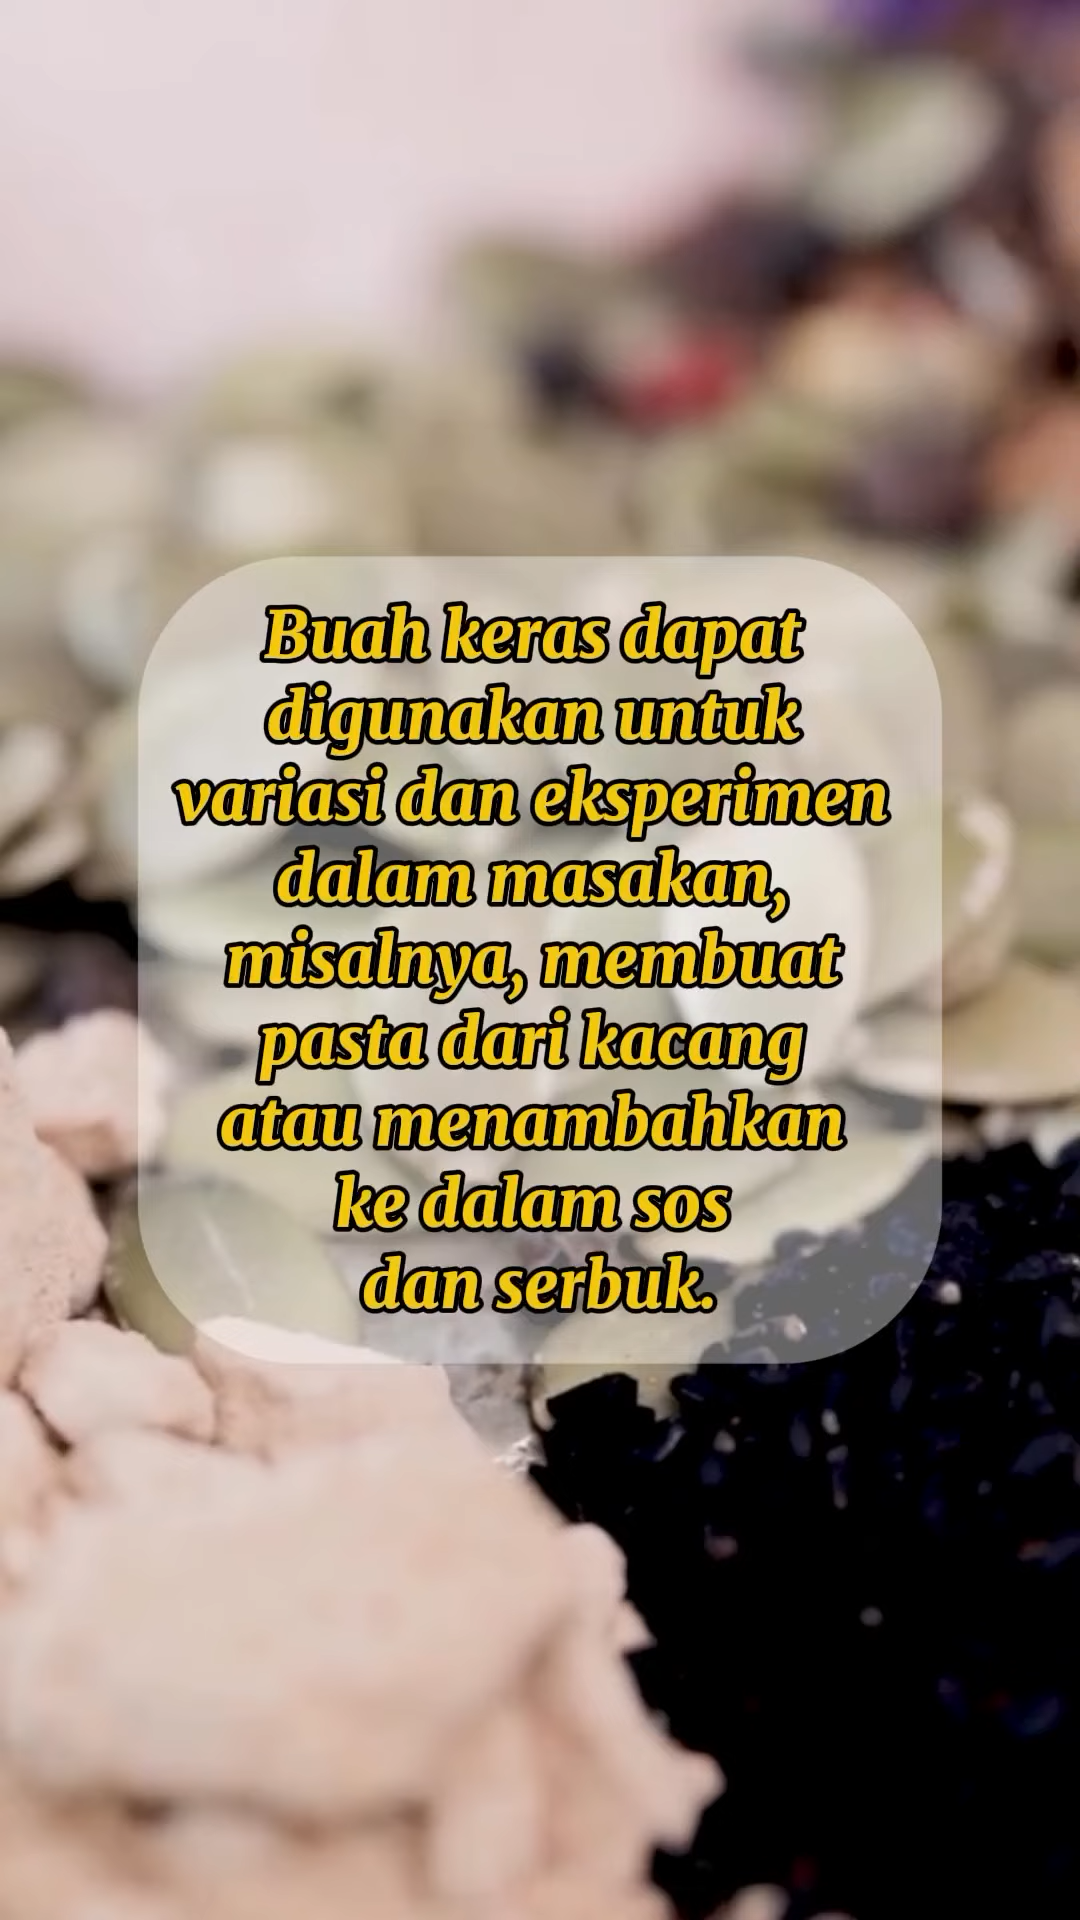 Buah keras dapat
digunakan untuk
variasi dan eksperimen
dalam masakan,
misalnya, membuat
pasta dari kacang
atau menambahkan
ke dalam sos
dan serbuk.